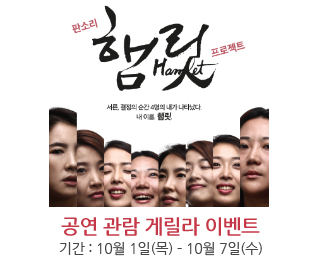 판소리
햄릿
Hamlet
프로젝트
서른, 결정의 순간 4명의 내가 나타났다.
내 이름. 햄릿.
공연 관람 게릴라 이벤트
기간 : 10월 1일(목) - 10월 7일(수)